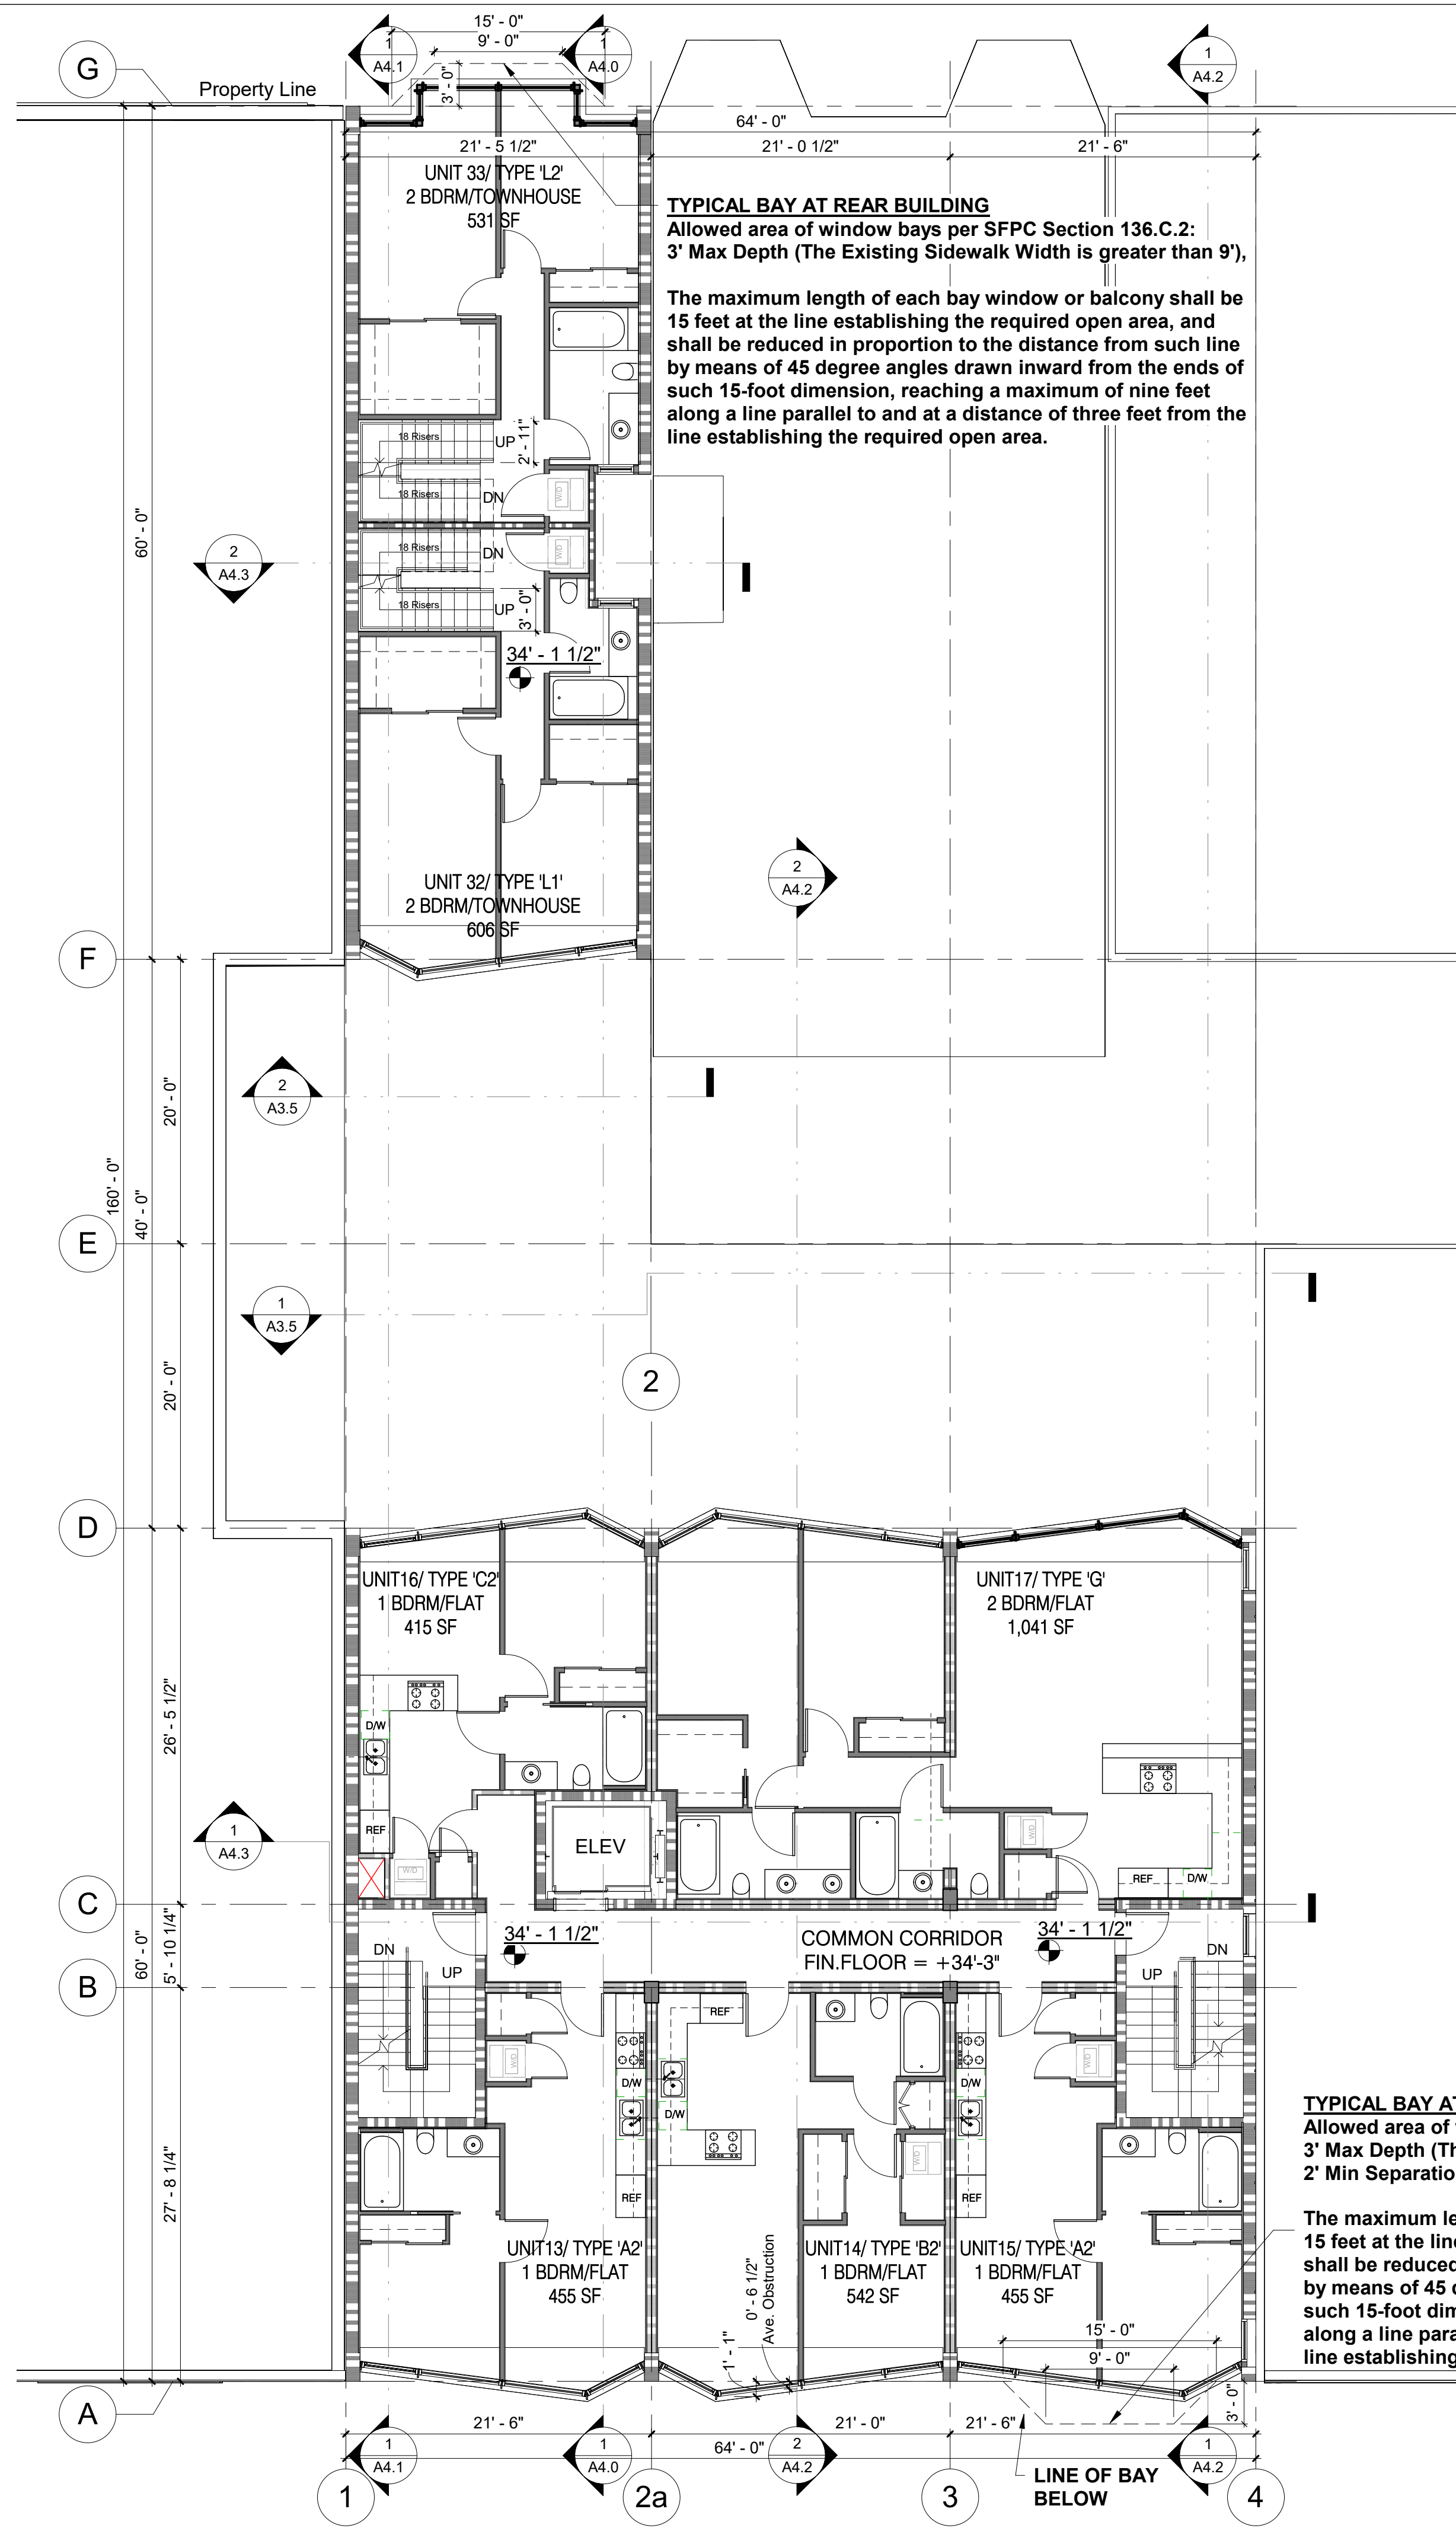 15' - 0"
9' - 0"
3' - 0"
1
A4.1
1
A4.0
1
A4.2
G
Property Line
64' - 0"
21' - 5 1/2"
21' - 0 1/2"
21' - 6"
UNIT 33/ TYPE 'L2'
2 BDRM/TOWNHOUSE
531 SF
TYPICAL BAY AT REAR BUILDING
Allowed area of window bays per SFPC Section 136.C.2:
3' Max Depth (The Existing Sidewalk Width is greater than 9'),
The maximum length of each bay window or balcony shall be
15 feet at the line establishing the required open area, and
shall be reduced in proportion to the distance from such line
by means of 45 degree angles drawn inward from the ends of
such 15-foot dimension, reaching a maximum of nine feet
along a line parallel to and at a distance of three feet from the
line establishing the required open area.
18 Risers
UP
2' - 11"
18 Risers
DN
W/D
60' - 0"
2
A4.3
18 Risers
DN
W/D
18 Risers
UP
3' - 0"
34' - 1 1/2"
2
A4.2
UNIT 32/ TYPE 'L1'
2 BDRM/TOWNHOUSE
606 SF
F
2
A3.5
20' - 0"
160' - 0"
40' - 0"
E
1
A3.5
20' - 0"
2
D
UNIT16/ TYPE 'C2'
1 BDRM/FLAT
415 SF
UNIT17/ TYPE 'G'
2 BDRM/FLAT
1,041 SF
26' - 5 1/2"
D/W
REF
W/D
ELEV
W/D
REF
D/W
1
A4.3
C
34' - 1 1/2"
COMMON CORRIDOR
FIN.FLOOR = +34'-3"
34' - 1 1/2"
DN
UP
UP
DN
60' - 0"
5' - 10 1/4"
B
REF
W/D
D/W
D/W
D/W
W/D
W/D
REF
REF
27' - 8 1/4"
TYPICAL BAY AT
Allowed area of
3' Max Depth
2' Min
The maximum
15 feet at the
shall be
by means of 45
such 15-foot
along a line
line
UNIT13/ TYPE 'A2'
1 BDRM/FLAT
455 SF
UNIT14/ TYPE 'B2'
1 BDRM/FLAT
542 SF
UNIT15/ TYPE 'A2'
1 BDRM/FLAT
455 SF
0' - 6 1/2"
Ave. Obstruction
1' - 1"
15' - 0"
9' - 0"
3' - 0"
A
21' - 6"
21' - 0"
21' - 6"
64' - 0"
1
A4.1
1
A4.0
2
A4.2
1
A4.2
LINE OF BAY
BELOW
1
2a
3
4